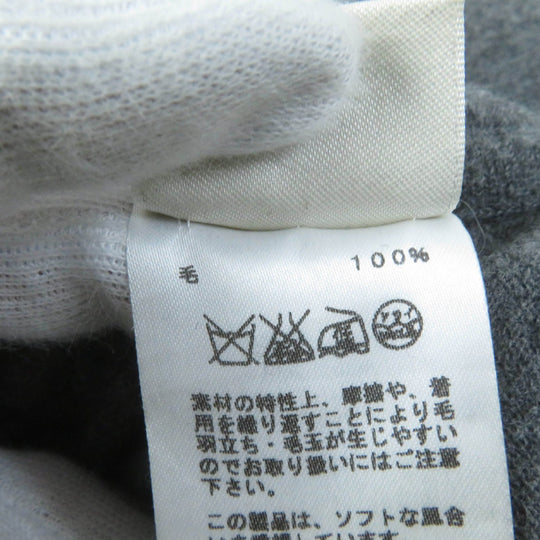 毛 100%
素材の特性上、摩擦や、着
用を繰り返すことにより毛
羽立ち・毛玉が生じやすい
のでお取り扱いにはご注意
下さい。
この製品は、ソフトな風合